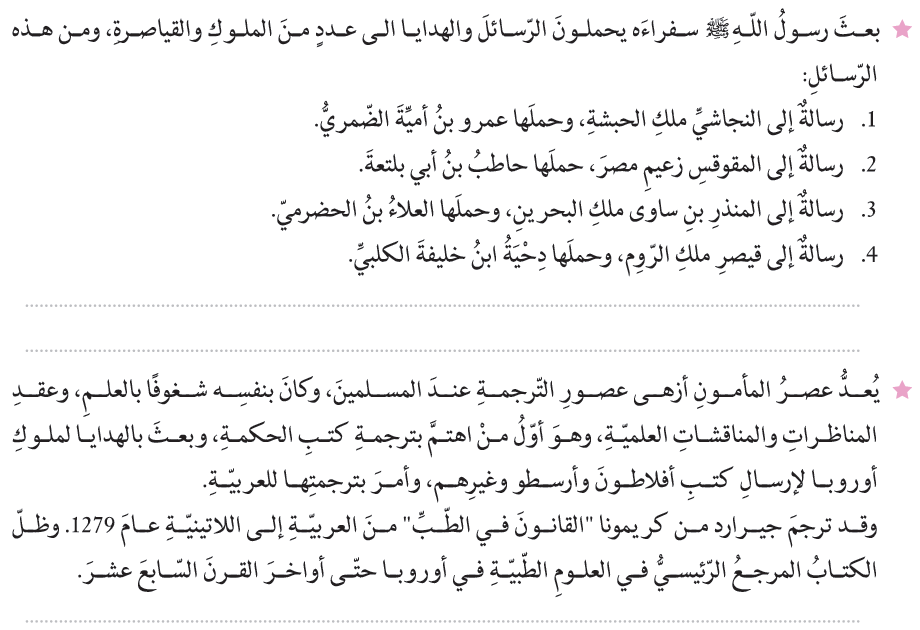 ★ بعثَ رسولُ اللّهِ ﷺ سفراءَه يحملونَ الرّسائلَ والهدايا الى عددٍ منَ الملوكِ والقياصرةِ، ومن هذه
الرّسائلِ:
1. رسالةٌ إلى النجاشيِّ ملكِ الحبشةِ، وحملَها عمرو بنُ أميِّةَ الضّمريُّ.
2. رسالةٌ إلى المقوقسِ زعيمِ مصرَ، حملَها حاطبُ بنُ أبي بلتعةَ.
3. رسالةٌ إلى المنذرِ بنِ ساوى ملكِ البحرينِ، وحملَها العلاءُ بنُ الحضرميّ.
4. رسالةٌ إلى قيصرِ ملكِ الرّومِ، وحملَها دِحْيَةُ ابنُ خليفةَ الكلبيِّ.
★ يُعدُّ عصرُ المأمونِ أزهى عصورِ التّرجمةِ عندَ المسلمينَ، وكانَ بنفسِه شغوفًا بالعلمِ، وعقدِ
المناظراتِ والمناقشاتِ العلميّةِ، وهوَ أوّلُ منْ اهتمَّ بترجمةِ كتبِ الحكمةِ، وبعثَ بالهدايا لملوكِ
أوروبا لإرسالِ كتبِ أفلاطونَ وأرسطو وغيرِهم، وأمرَ بترجمتِها للعربيّةِ.
وقد ترجمَ جيرارد من كريمونا "القانونَ في الطّبِّ" منَ العربيّةِ إلى اللاتينيّةِ عامَ 1279. وظلّ
الكتابُ المرجعُ الرّئيسيُّ في العلومِ الطّبيّةِ في أوروبا حتّى أواخرَ القرنَ السّابعَ عشرَ.